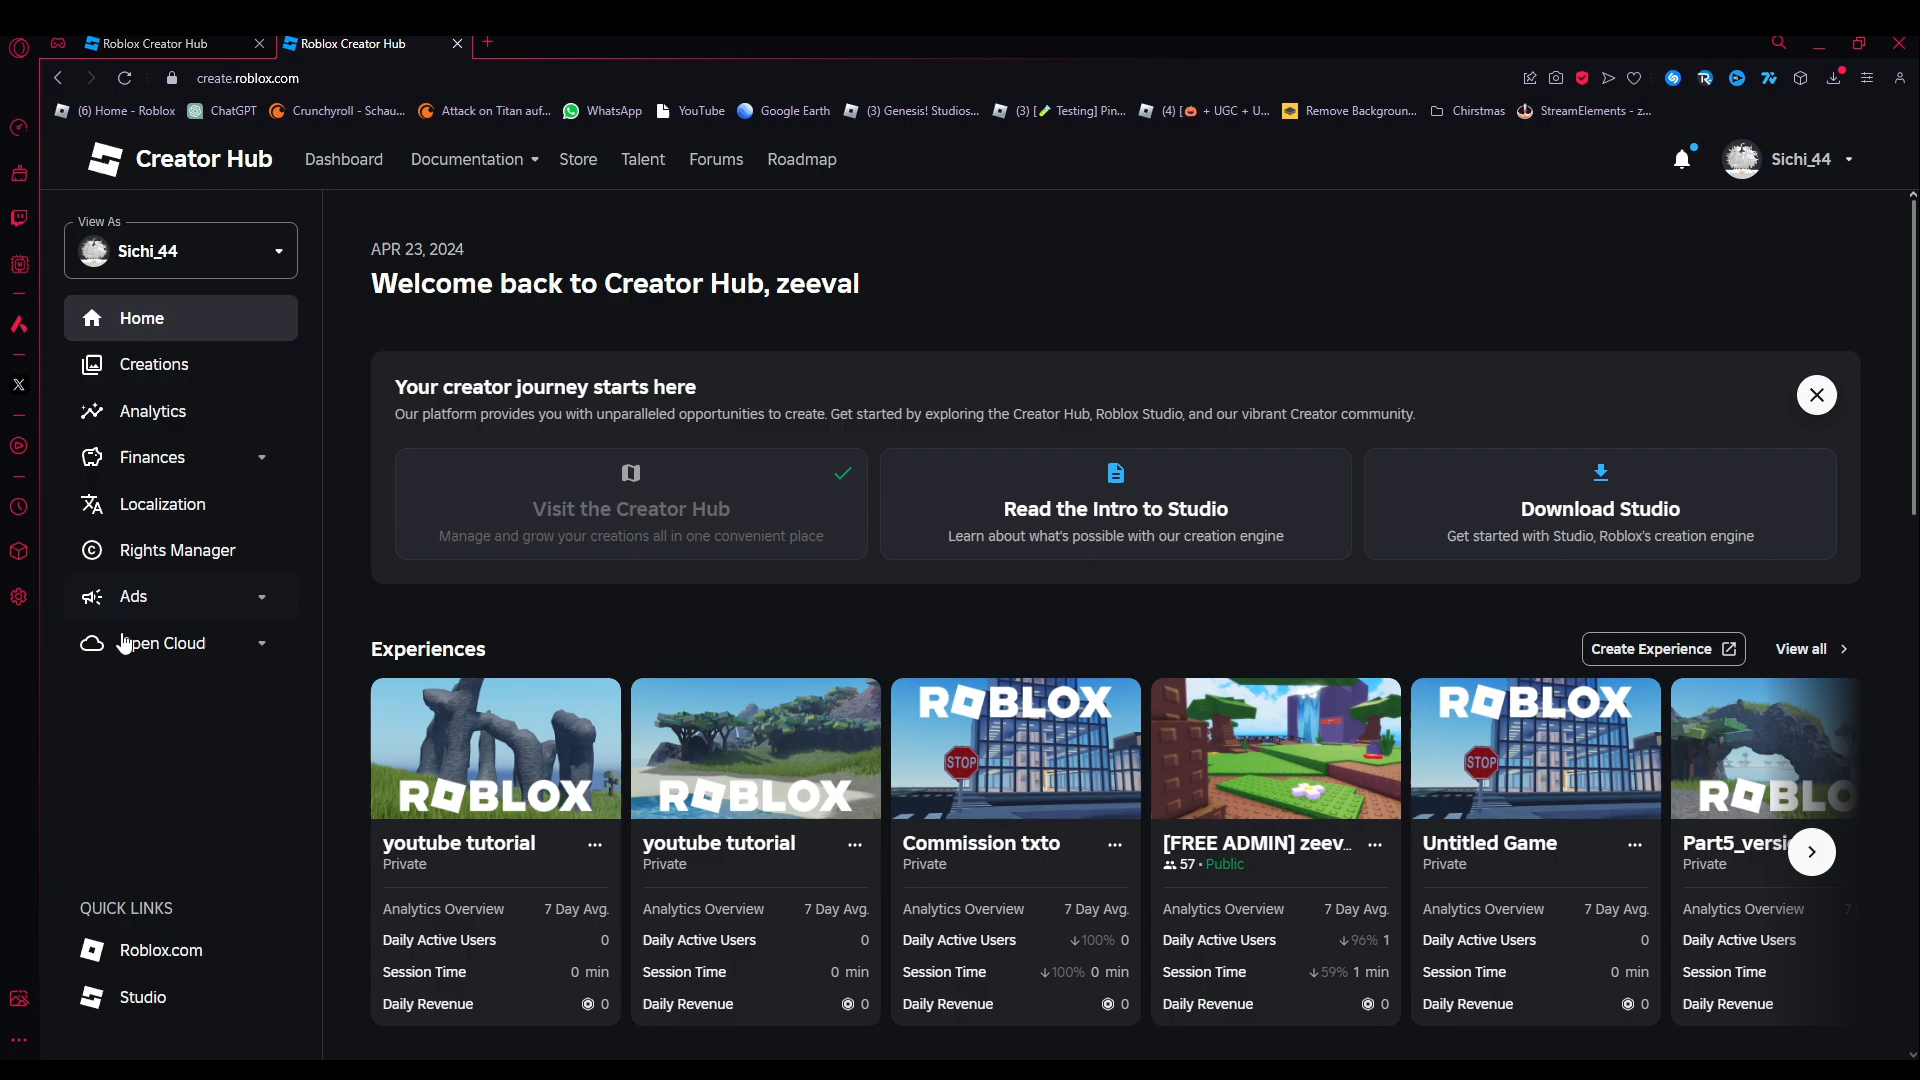 Roblox Creator Hub
Roblox Creator Hub
create.roblox.com
(6) Home - Roblox
ChatGPT
Crunchyroll - Schau...
Attack on Titan auf...
WhatsApp
YouTube
Google Earth
(3) Genesis! Studios...
(3) [ Testing] Pin...
(4) [ + UGC + U...
Remove Backgroun...
Chirstmas
StreamElements - z...
Creator Hub
Dashboard
Documentation
Store
Talent
Forums
Roadmap
Sichi_44
View As
Sichi_44
Home
Creations
Analytics
Finances
Localization
Rights Manager
Ads
pen Cloud
QUICK LINKS
Roblox.com
Studio
APR 23, 2024
Welcome back to Creator Hub, zeeval
Your creator journey starts here
Our platform provides you with unparalleled opportunities to create. Get started by exploring the Creator Hub, Roblox Studio, and our vibrant Creator community.
Visit the Creator Hub
Manage and grow your creations all in one convenient place
Read the Intro to Studio
Learn about what's possible with our creation engine
Download Studio
Get started with Studio, Roblox's creation engine
Experiences
Create Experience
View all
ROBLOX
youtube tutorial ...
Private
Analytics Overview 7 Day Avg.
Daily Active Users 0
Session Time 0 min
Daily Revenue 0
ROBLOX
youtube tutorial ...
Private
Analytics Overview 7 Day Avg.
Daily Active Users 0
Session Time 0 min
Daily Revenue 0
ROBLOX
STOP
Commission txto ...
Private
Analytics Overview 7 Day Avg.
Daily Active Users ↓100% 0
Session Time ↓100% 0 min
Daily Revenue 0
[FREE ADMIN] zeev... ...
57 • Public
Analytics Overview 7 Day Avg.
Daily Active Users ↓96% 1
Session Time ↓59% 1 min
Daily Revenue 0
ROBLOX
STOP
Untitled Game ...
Private
Analytics Overview 7 Day Avg.
Daily Active Users 0
Session Time 0 min
Daily Revenue 0
ROBLO
Part5_versi
Private
Analytics Overview 7
Daily Active Users
Session Time
Daily Revenue